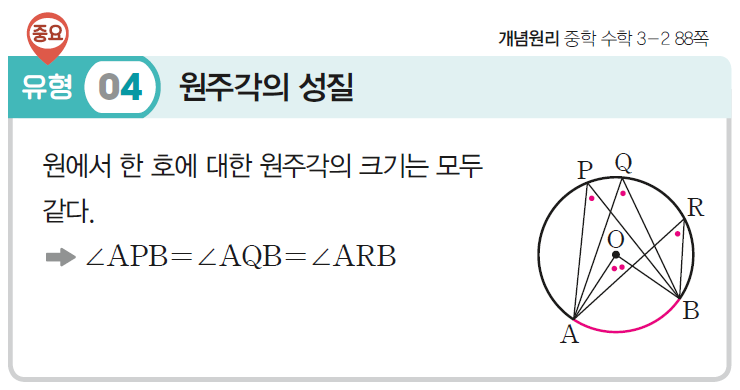 중요
개념원리 중학 수학 3-2 88쪽
유형 04 원주각의 성질
원에서 한 호에 대한 원주각의 크기는 모두
같다.
➡ ∠APB=∠AQB=∠ARB
P
Q
R
O
A
B